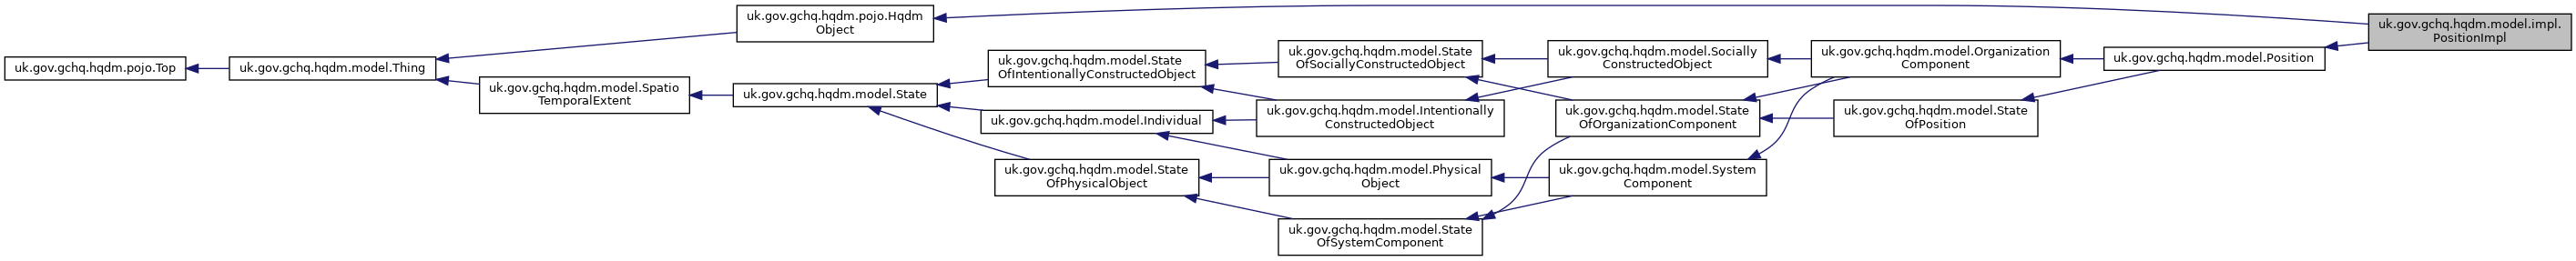 uk.gov.gchq.hqdm.pojo.Top
uk.gov.gchq.hqdm.model.Thing
uk.gov.gchq.hqdm.pojo.Hqdm
Object
uk.gov.gchq.hqdm.model.Spatio
TemporalExtent
uk.gov.gchq.hqdm.model.State
uk.gov.gchq.hqdm.model.State
OfIntentionallyConstructedObject
uk.gov.gchq.hqdm.model.Individual
uk.gov.gchq.hqdm.model.State
OfPhysicalObject
uk.gov.gchq.hqdm.model.State
OfSociallyConstructedObject
uk.gov.gchq.hqdm.model.Intentionally
ConstructedObject
uk.gov.gchq.hqdm.model.Physical
Object
uk.gov.gchq.hqdm.model.State
OfSystemComponent
uk.gov.gchq.hqdm.model.Socially
ConstructedObject
uk.gov.gchq.hqdm.model.State
OfOrganizationComponent
uk.gov.gchq.hqdm.model.System
Component
uk.gov.gchq.hqdm.model.Organization
Component
uk.gov.gchq.hqdm.model.State
OfPosition
uk.gov.gchq.hqdm.model.Position
uk.gov.gchq.hqdm.model.impl.
PositionImpl